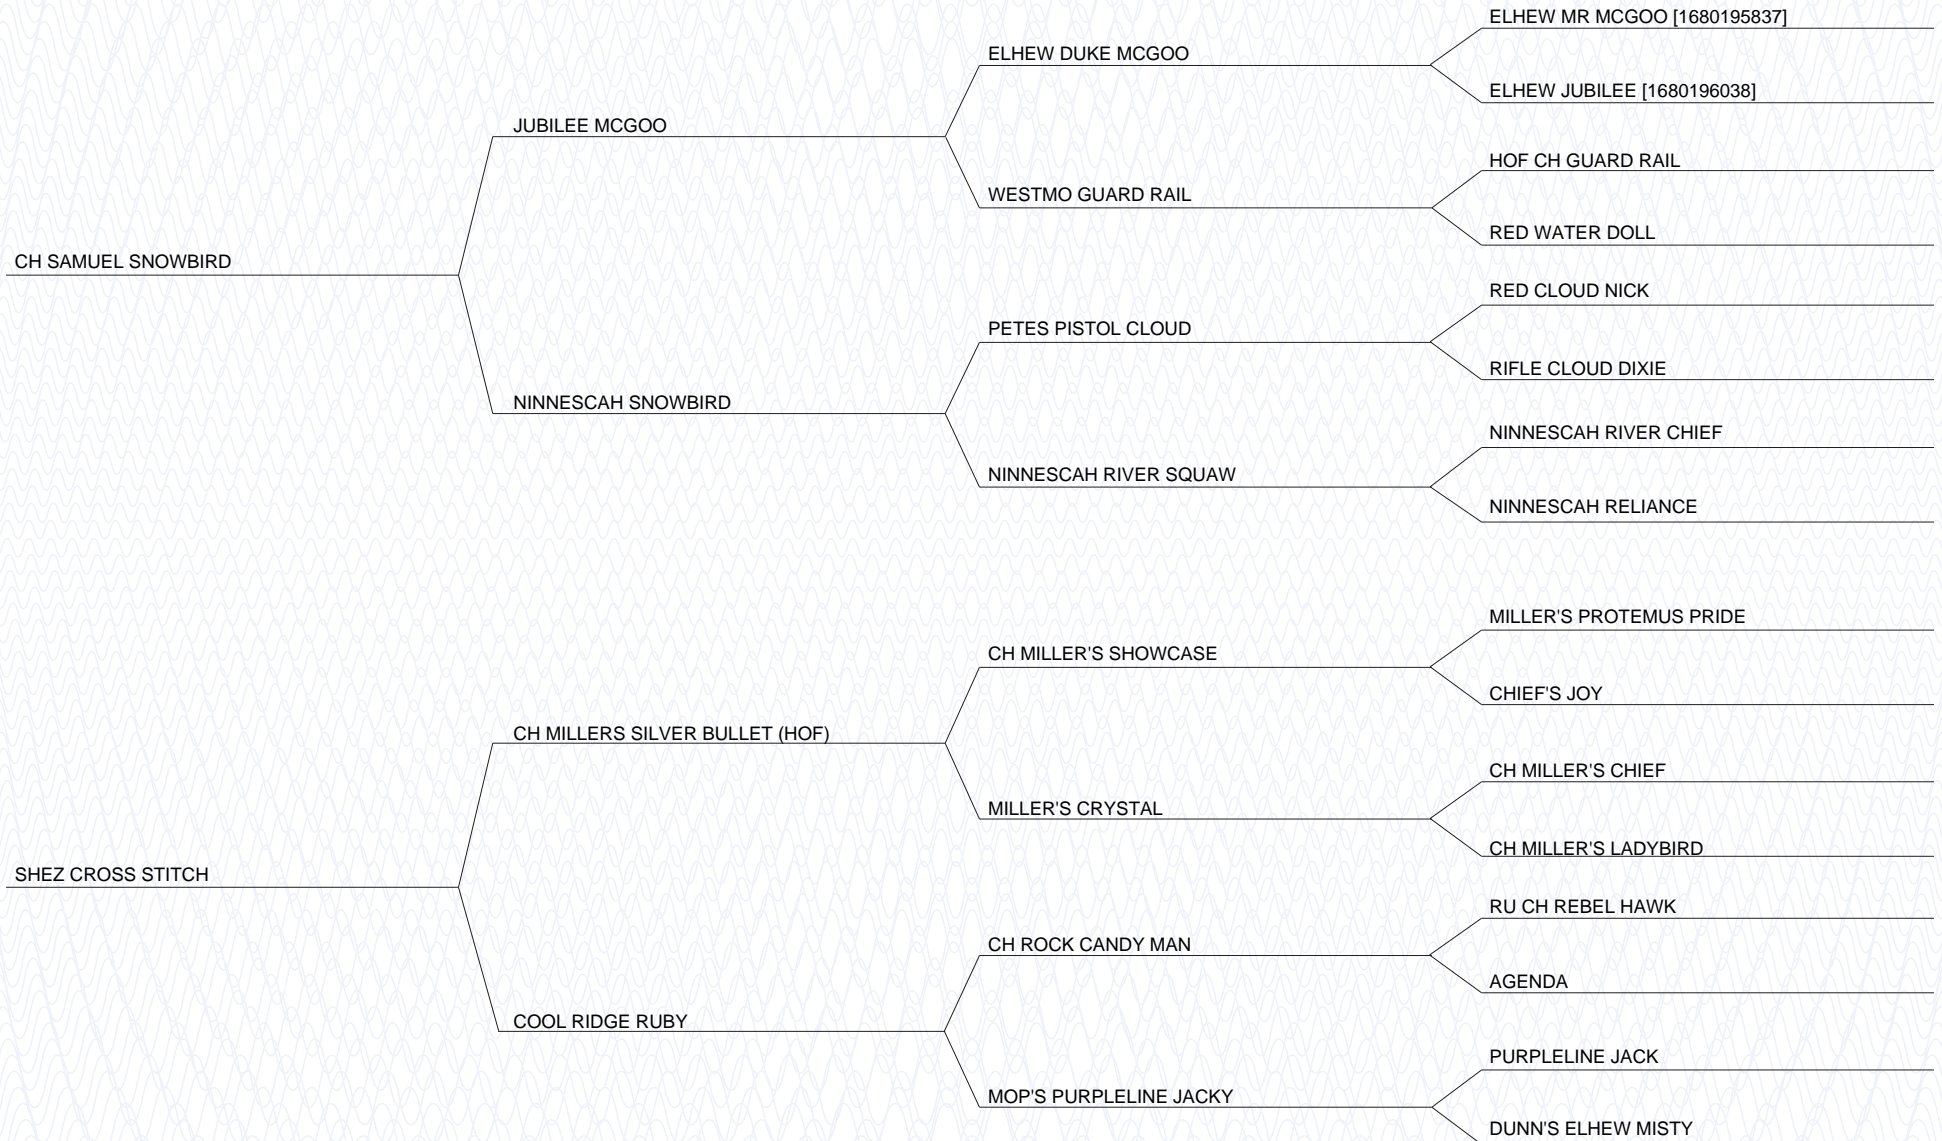 ELHEW MR MCGOO [1680195837]
ELHEW DUKE MCGOO
ELHEW JUBILEE [1680196038]
JUBILEE MCGOO
HOF CH GUARD RAIL
WESTMO GUARD RAIL
RED WATER DOLL
CH SAMUEL SNOWBIRD
RED CLOUD NICK
PETES PISTOL CLOUD
RIFLE CLOUD DIXIE
NINNESCAH SNOWBIRD
NINNESCAH RIVER CHIEF
NINNESCAH RIVER SQUAW
NINNESCAH RELIANCE
MILLER'S PROTEMUS PRIDE
CH MILLER'S SHOWCASE
CHIEF'S JOY
CH MILLERS SILVER BULLET (HOF)
CH MILLER'S CHIEF
MILLER'S CRYSTAL
CH MILLER'S LADYBIRD
SHEZ CROSS STITCH
RU CH REBEL HAWK
CH ROCK CANDY MAN
AGENDA
COOL RIDGE RUBY
PURPLELINE JACK
MOP'S PURPLELINE JACKY
DUNN'S ELHEW MISTY